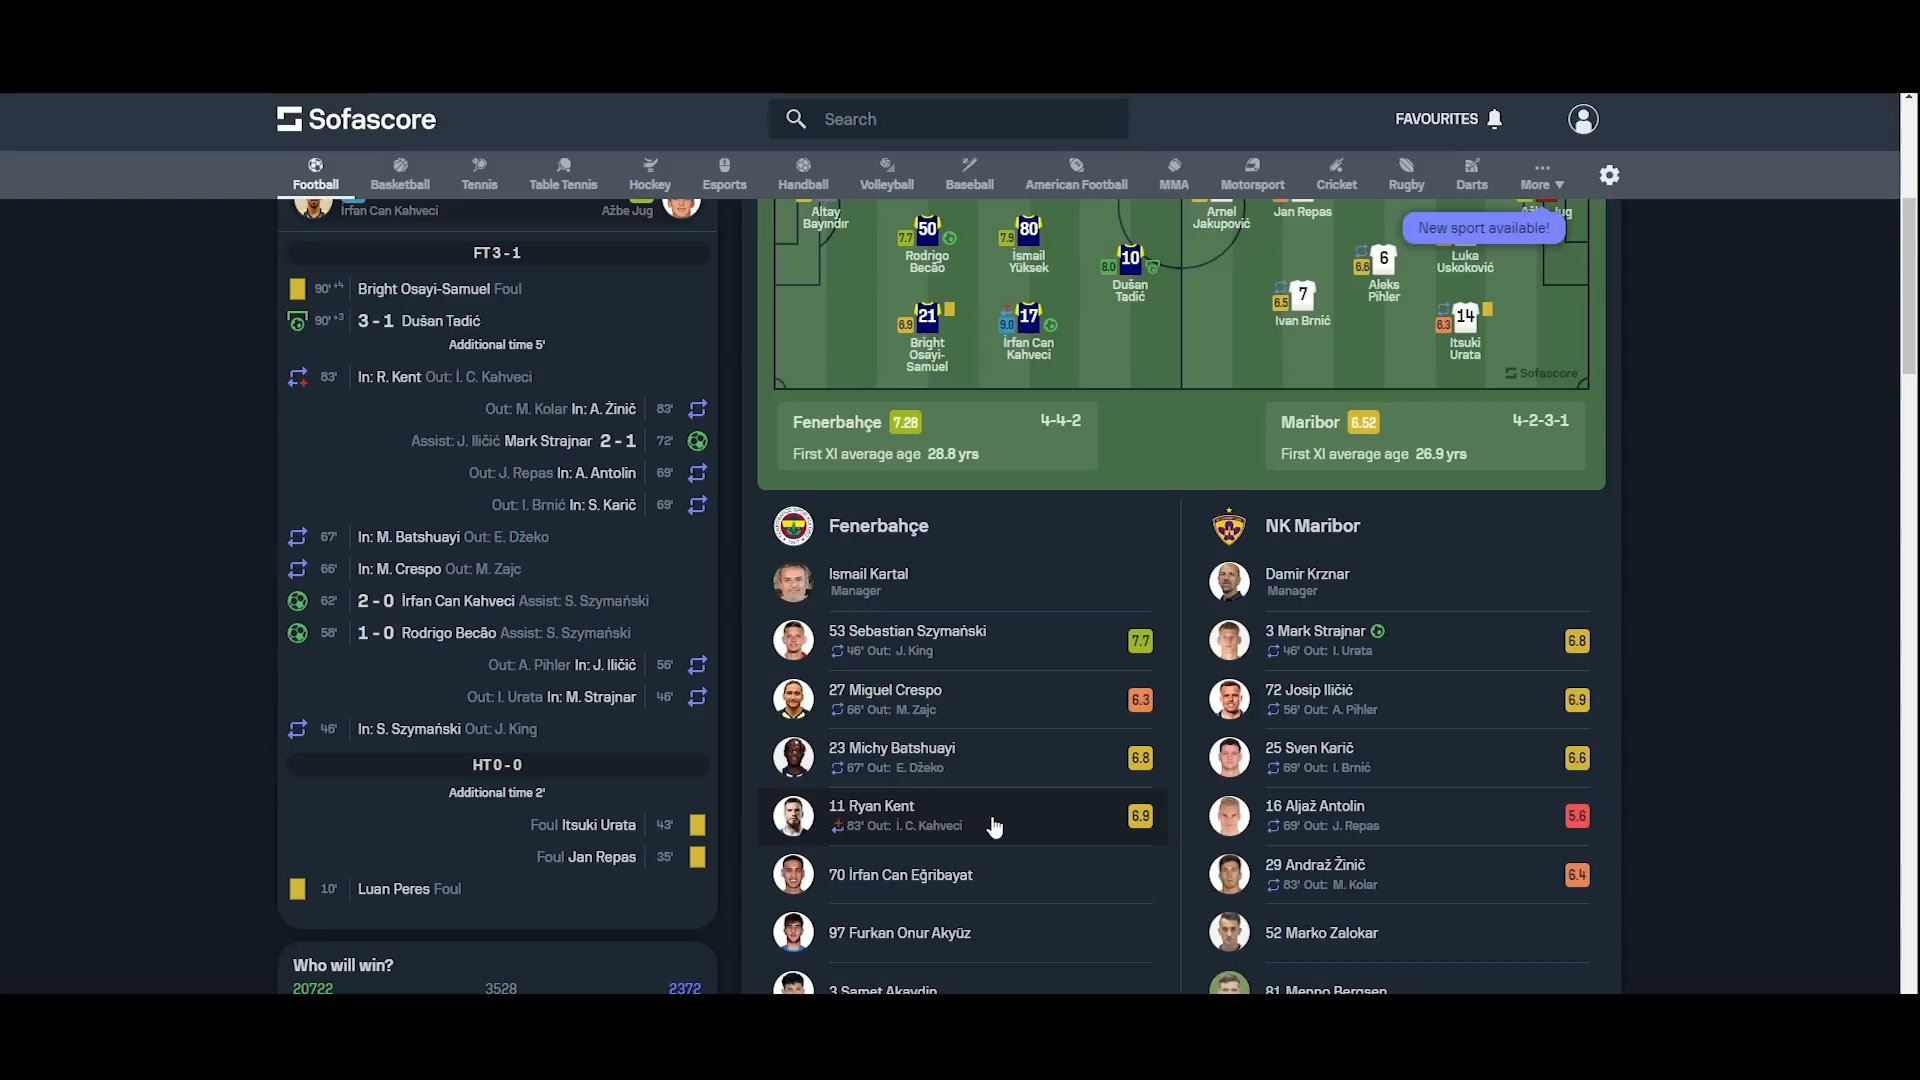 Sofascore
Search
FAVOURITES
Football
Basketball
Tennis
Table Tennis
Hockey
Esports
Handball
Volleyball
Baseball
American Football
MMA
Motorsport
Cricket
Rugby
Darts
More
New sport available!
İrfan Can Kahveci
Ažbe Jug
FT 3 - 1
90'+4 Bright Osayi-Samuel Foul
90'+3 3 - 1 Dušan Tadić
Additional time 5'
83' In: R. Kent Out: İ. C. Kahveci
Out: M. Kolar In: A. Žinič 83'
Assist: J. Iličić Mark Strajnar 2 - 1 72'
Out: J. Repas In: A. Antolin 69'
Out: I. Brnić In: S. Karič 69'
67' In: M. Batshuayi Out: E. Džeko
66' In: M. Crespo Out: M. Zajc
62' 2 - 0 İrfan Can Kahveci Assist: S. Szymański
58' 1 - 0 Rodrigo Becão Assist: S. Szymański
Out: A. Pihler In: J. Iličić 56'
Out: I. Urata In: M. Strajnar 46'
46' In: S. Szymański Out: J. King
HT 0 - 0
Additional time 2'
Foul Itsuki Urata 43'
Foul Jan Repas 35'
10' Luan Peres Foul
Who will win?
20722
3528
2372
Altay
Bayındır
50
7.7
Rodrigo
Becão
80
7.9
İsmail
Yüksek
10
8.0
Dušan
Tadić
21
6.9
Bright
Osayi-
Samuel
17
9.0
İrfan Can
Kahveci
Arnel
Jakupović
Jan Repas
7
6.5
Ivan Brnić
6
6.6
Aleks
Pihler
Luka
Uskoković
14
6.3
Itsuki
Urata
Sofascore
Fenerbahçe 7.28
4-4-2
First XI average age 28.8 yrs
Maribor 6.52
4-2-3-1
First XI average age 26.9 yrs
Fenerbahçe
Ismail Kartal
Manager
53 Sebastian Szymański
46' Out: J. King
7.7
27 Miguel Crespo
66' Out: M. Zajc
6.3
23 Michy Batshuayi
67' Out: E. Džeko
6.8
11 Ryan Kent
83' Out: İ. C. Kahveci
6.9
70 İrfan Can Eğribayat
97 Furkan Onur Akyüz
3 Samet Akaydin
NK Maribor
Damir Krznar
Manager
3 Mark Strajnar
46' Out: I. Urata
6.8
72 Josip Iličić
56' Out: A. Pihler
6.9
25 Sven Karič
69' Out: I. Brnić
6.6
16 Aljaž Antolin
69' Out: J. Repas
5.6
29 Andraž Žinič
83' Out: M. Kolar
6.4
52 Marko Zalokar
81 Menno Bergsen